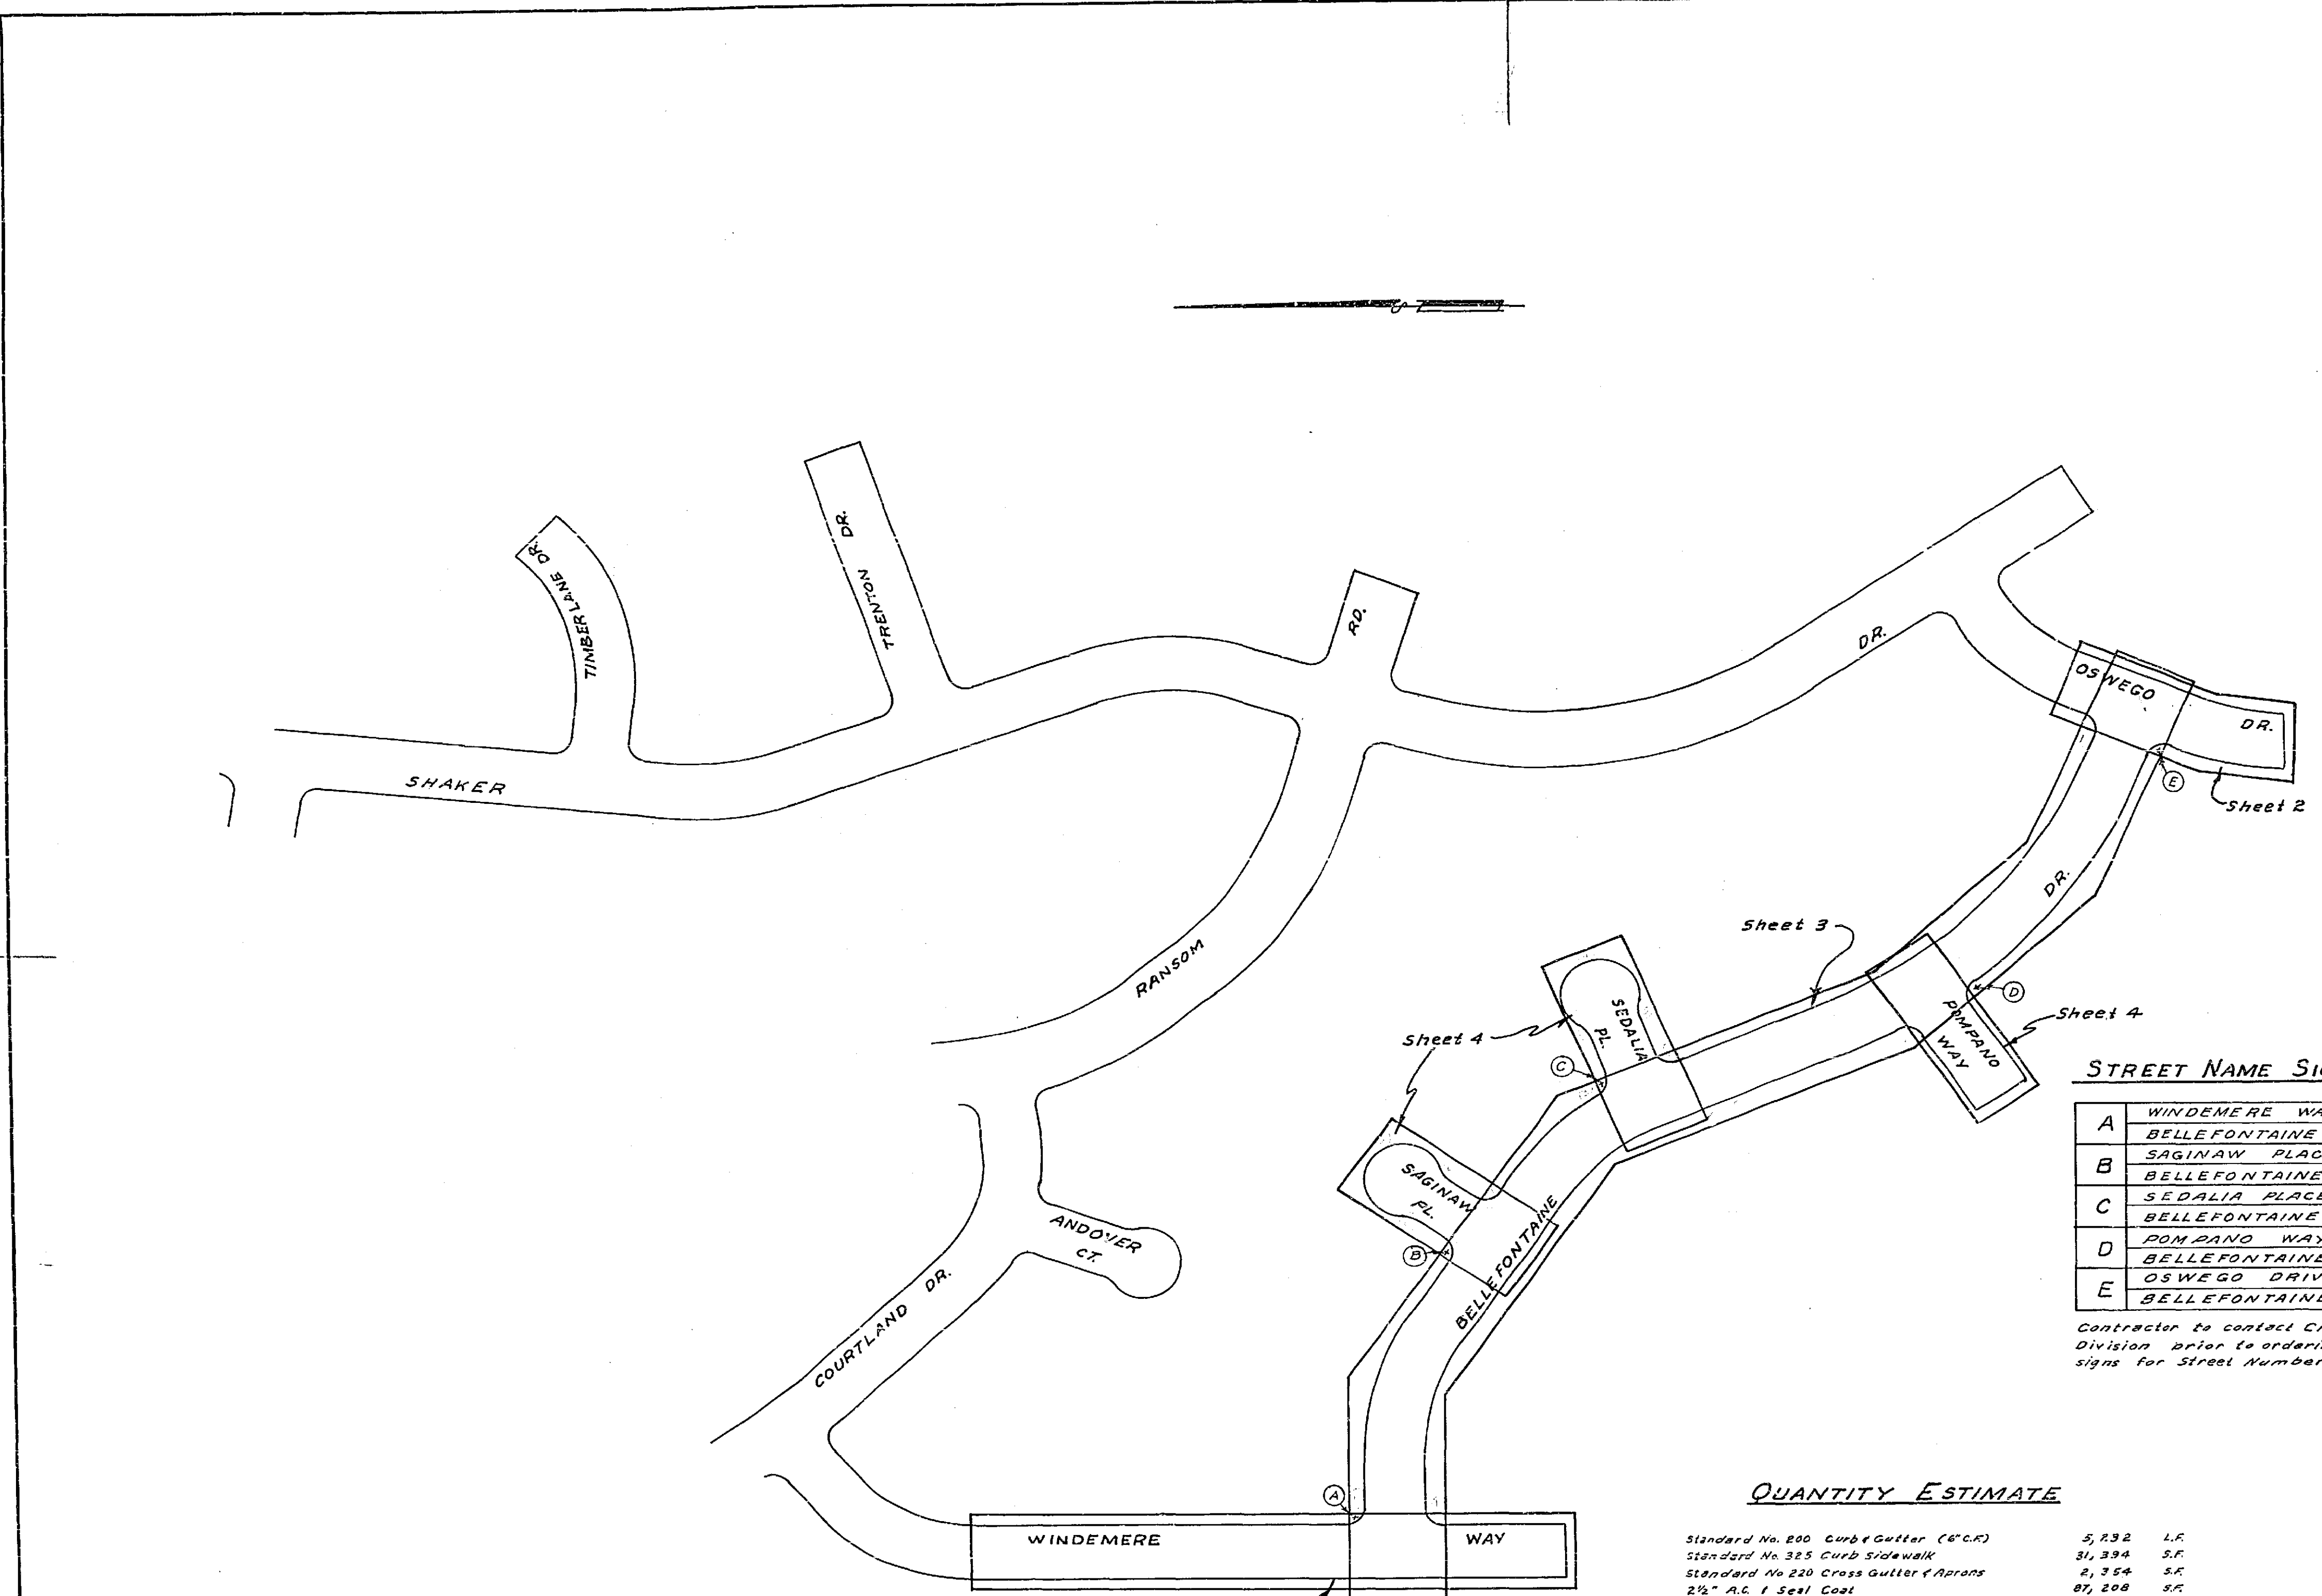 TIMBERLANE DR.
TRENTON DR.
RD.
DR.
OSWEGO
DR.
SHAKER
E
Sheet 2
DR.
Sheet 3
RANSOM
SEDALIA
PL.
D
Sheet 4
POMPANO
WAY
Sheet 4
C
SAGINAW
PL.
B
BELLEFONTAINE
ANDOVER
CT.
COURTLAND DR.
A
WINDEMERE WAY
STREET NAME SI
A WINDEMERE WA
BELLEFONTAINE
B SAGINAW PLAC
BELLEFONTAINE
C SEDALIA PLACE
BELLEFONTAINE
D POMPANO WAY
BELLEFONTAINE
E OSWEGO DRIV
BELLEFONTAINE
Contractor to contact
Division prior to orderi
signs for Street Number
QUANTITY ESTIMATE
Standard No. 200 Curb & Gutter (6" C.F.) L.F.
Standard No. 325 Curb Sidewalk 31,394 S.F.
Standard No 220 Cross Gutter & Aprons 2,354 S.F.
2½" A.C. & Seal Coat 87,208 S.F.